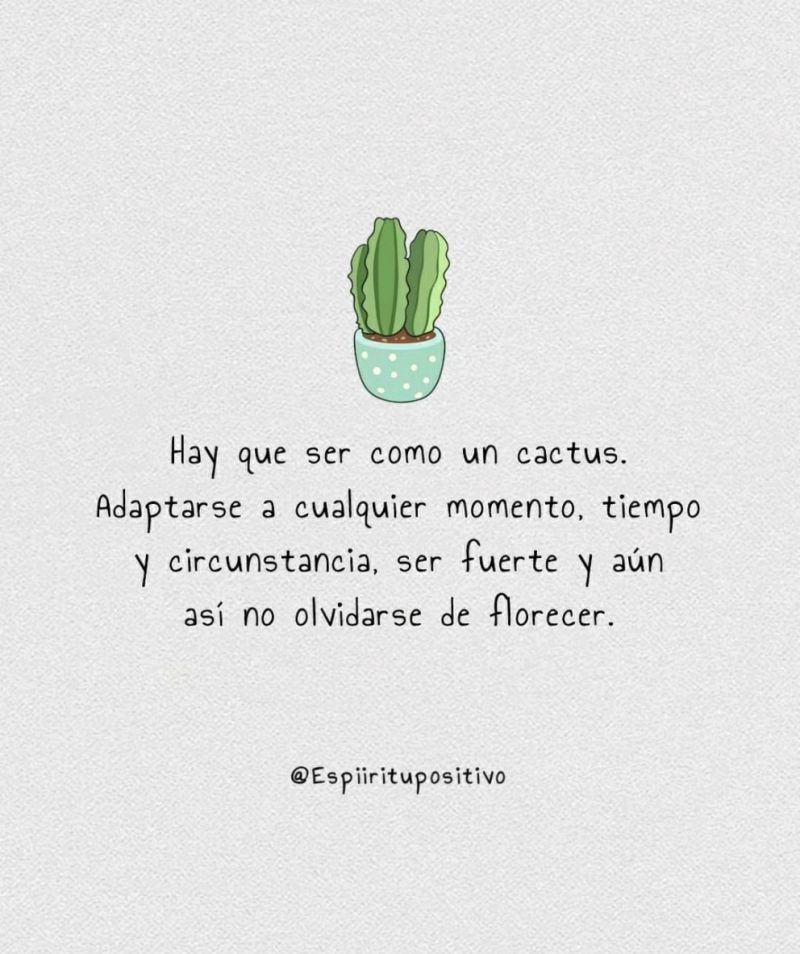 Hay que ser como un cactus.
Adaptarse a cualquier momento, tiempo
y circunstancia, ser fuerte y aún
así no olvidarse de florecer.
@Espiiritupositivo